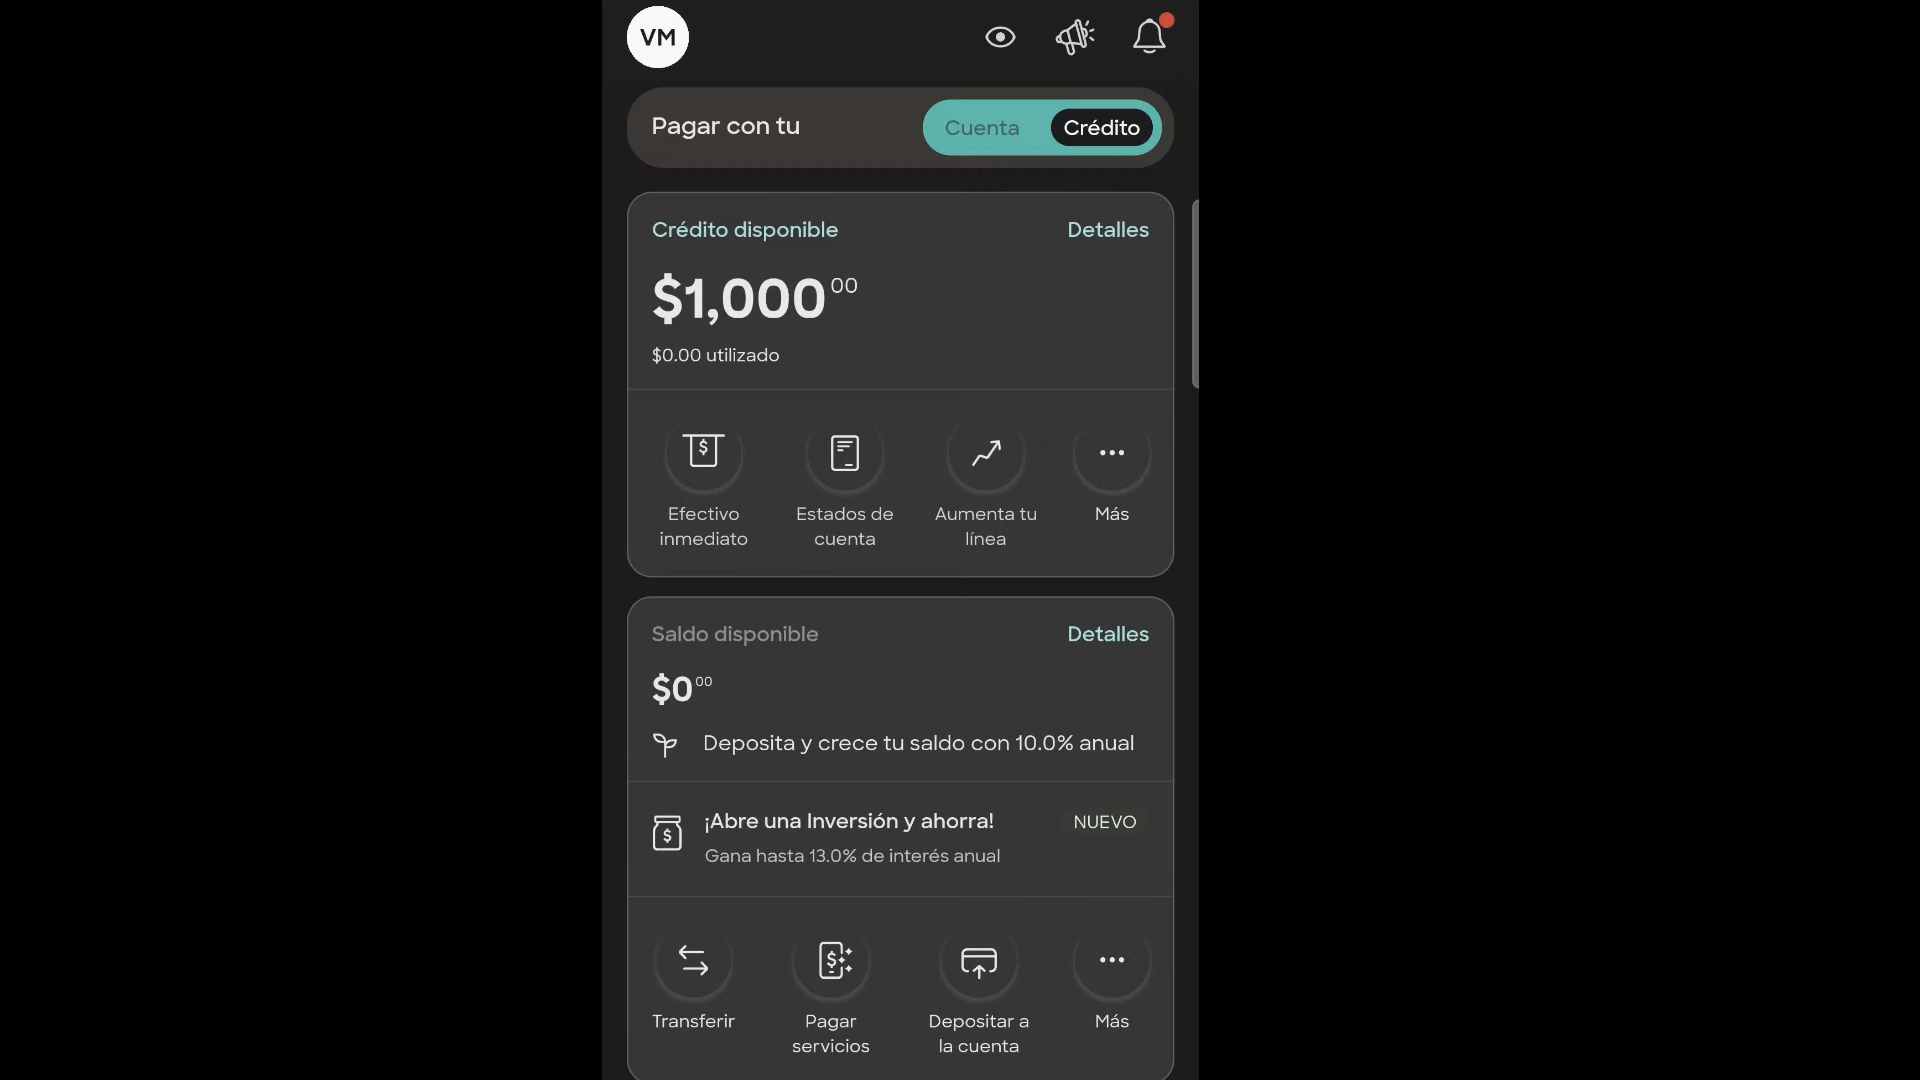 VM
Pagar con tu
Cuenta
Crédito
Crédito disponible
Detalles
$1,000 00
$0.00 utilizado
Efectivo
inmediato
Estados de
cuenta
Aumenta tu
línea
Más
Saldo disponible
Detalles
$0 00
Deposita y crece tu saldo con 10.0% anual
¡Abre una Inversión y ahorra!
NUEVO
Gana hasta 13.0% de interés anual
Transferir
Pagar
servicios
Depositar a
la cuenta
Más